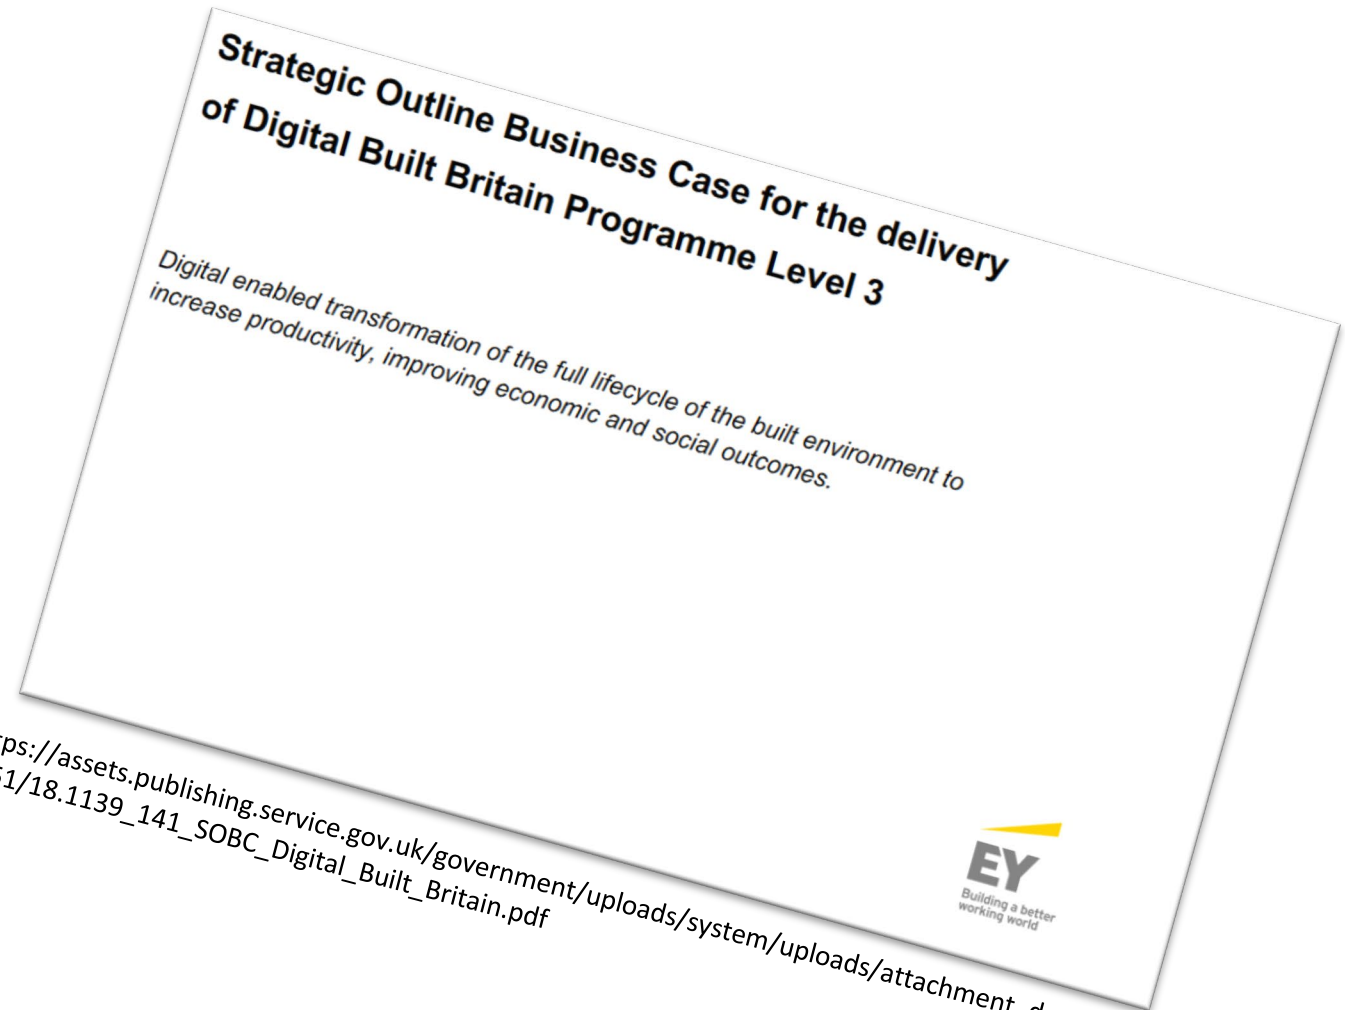 Strategic Outline Business Case for the delivery
of Digital Built Britain Programme Level 3
Digital enabled transformation of the full lifecycle of the built environment to
increase productivity, improving economic and social outcomes.
EY
Building a better
working world
ps://assets.publishing.service.gov.uk/government/uploads/system/uploads/attachment_d
51/18.1139_141_SOBC_Digital_Built_Britain.pdf